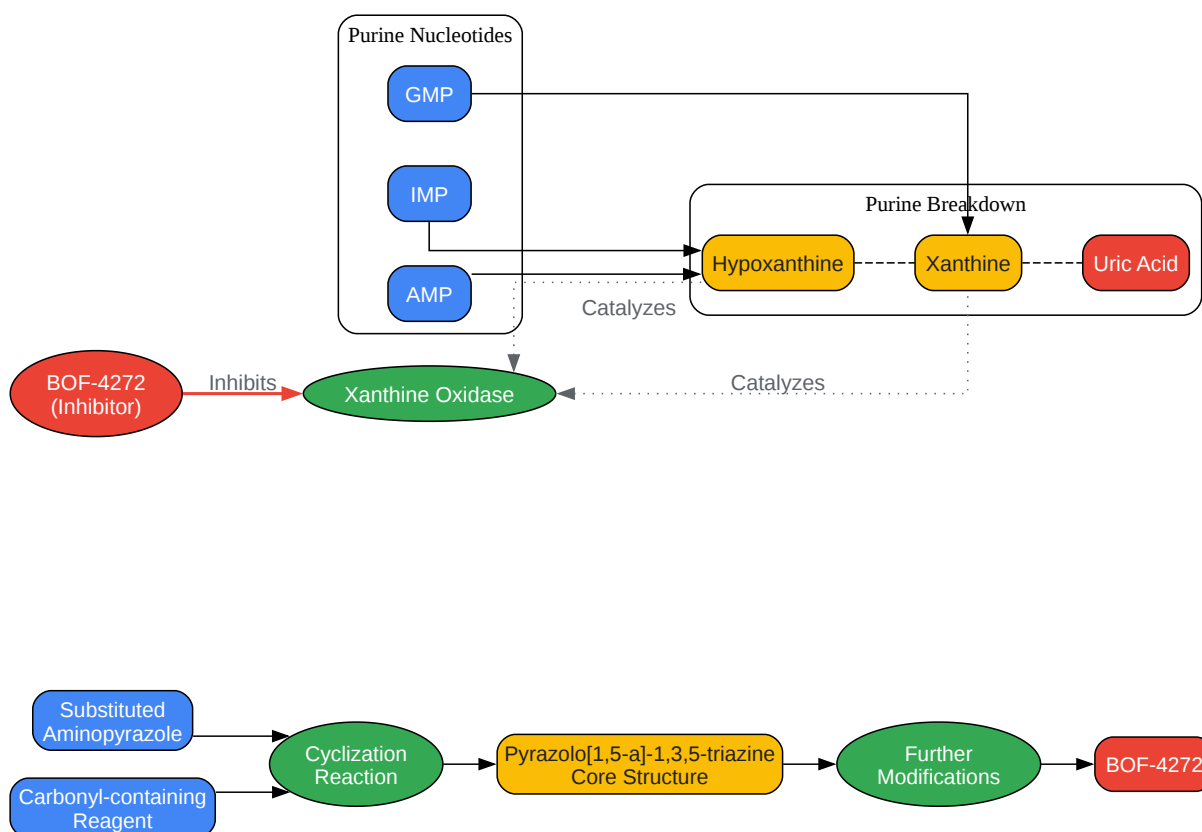 Purine Nucleotides
GMP
IMP
AMP
Purine Breakdown
Hypoxanthine
Xanthine
Uric Acid
Catalyzes
Catalyzes
BOF-4272
(Inhibitor)
Inhibits
Xanthine Oxidase
Substituted
Aminopyrazole
Carbonyl-containing
Reagent
Cyclization
Reaction
Pyrazolo[1,5-a]-1,3,5-triazine
Core Structure
Further
Modifications
BOF-4272